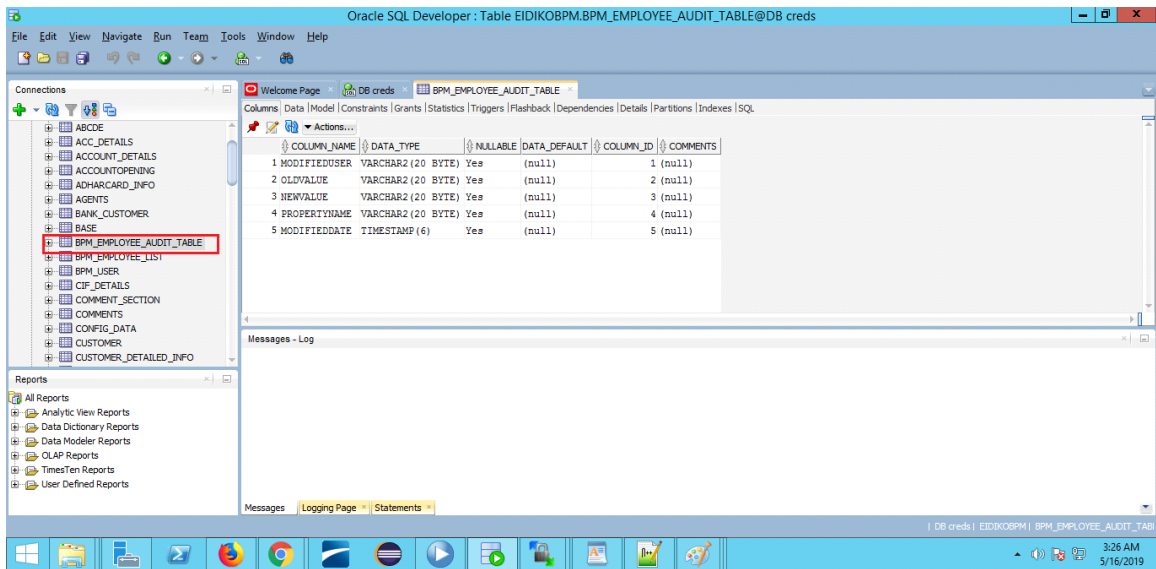 Oracle SQL Developer : Table EIDIKOBPM.BPM_EMPLOYEE_AUDIT_TABLE@DB creds
File Edit View Navigate Run Team Tools Window Help
Connections
Welcome Page
DB creds
BPM_EMPLOYEE_AUDIT_TABLE
Columns Data |Model |Constraints |Grants |Statistics |Triggers |Flashback |Dependencies |Details |Partitions |Indexes |SQL
Actions...
ABCDE
ACC_DETAILS
ACCOUNT_DETAILS
ACCOUNTOPENING
ADHARCARD_INFO
AGENTS
BANK_CUSTOMER
BASE
BPM_EMPLOYEE_AUDIT_TABLE
BPM_EMPLOYEE_LIST
BPM_USER
CIF_DETAILS
COMMENT_SECTION
COMMENTS
CONFIG_DATA
CUSTOMER
CUSTOMER_DETAILED_INFO
COLUMN_NAME DATA_TYPE NULLABLE DATA_DEFAULT COLUMN_ID COMMENTS
1 MODIFIEDUSER VARCHAR2(20 BYTE) Yes (null) 1 (null)
2 OLDVALUE VARCHAR2(20 BYTE) Yes (null) 2 (null)
3 NEWVALUE VARCHAR2(20 BYTE) Yes (null) 3 (null)
4 PROPERTYNAME VARCHAR2(20 BYTE) Yes (null) 4 (null)
5 MODIFIEDDATE TIMESTAMP(6) Yes (null) 5 (null)
Messages - Log
Reports
All Reports
Analytic View Reports
Data Dictionary Reports
Data Modeler Reports
OLAP Reports
TimesTen Reports
User Defined Reports
Messages Logging Page Statements
| DB creds | EIDIKOBPM | BPM_EMPLOYEE_AUDIT_TABl
3:26 AM
5/16/2019